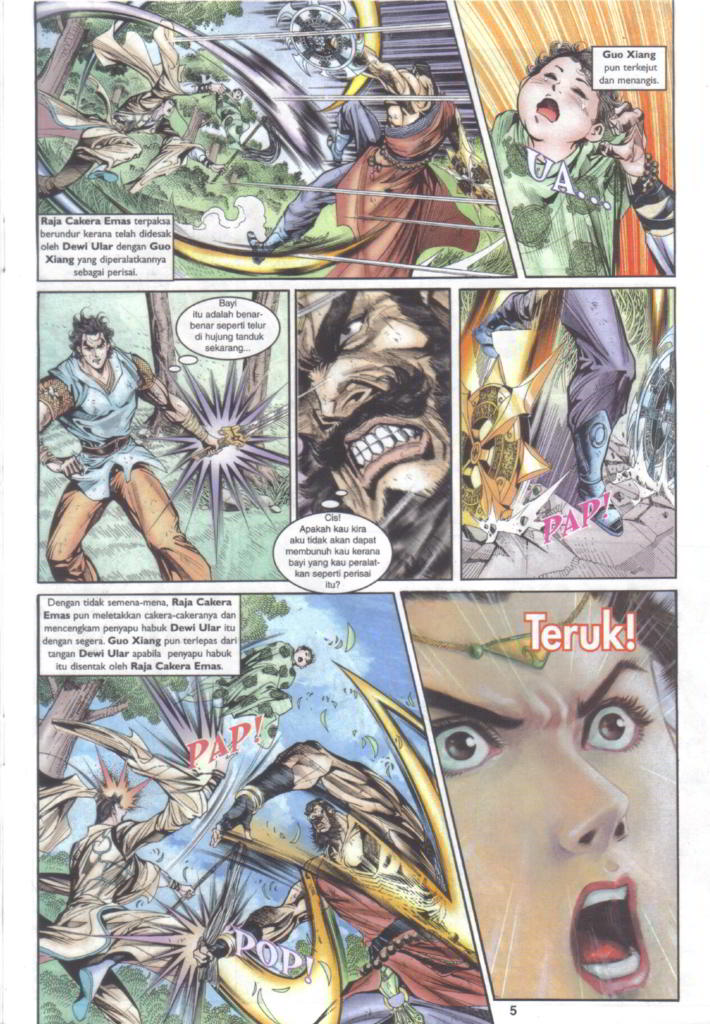 Guo Xiang
pun terkejut
dan menangis.
UA...
Raja Cakera Emas terpaksa
berundur kerana telah didesak
oleh Dewi Ular dengan Guo
Xiang yang diperalatkannya
sebagai perisai.
Bayi
itu adalah benar-
benar seperti telur
di hujung tanduk
sekarang...
Cis!
Apakah kau kira
aku tidak akan dapat
membunuh kau kerana
bayi yang kau peralat-
kan seperti perisai
itu?
PAP!
Dengan tidak semena-mena, Raja Cakera
Emas pun meletakkan cakera-cakeranya dan
mencengkam penyapu habuk Dewi Ular itu
dengan segera. Guo Xiang pun terlepas dari
tangan Dewi Ular apabila penyapu habuk
itu disentak oleh Raja Cakera Emas.
PAP!
POP!
Teruk!
5